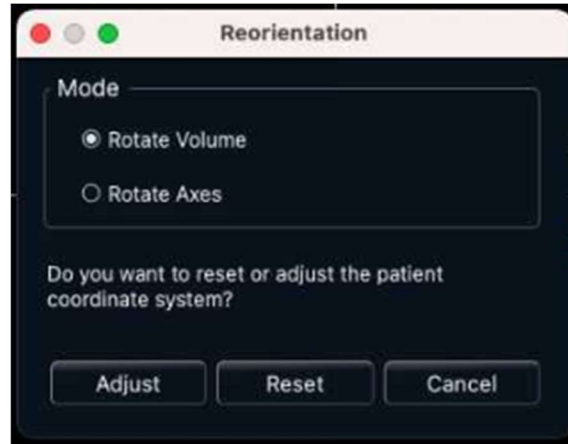 Reorientation
Mode
Rotate Volume
Rotate Axes
Do you want to reset or adjust the patient
coordinate system?
Adjust
Reset
Cancel